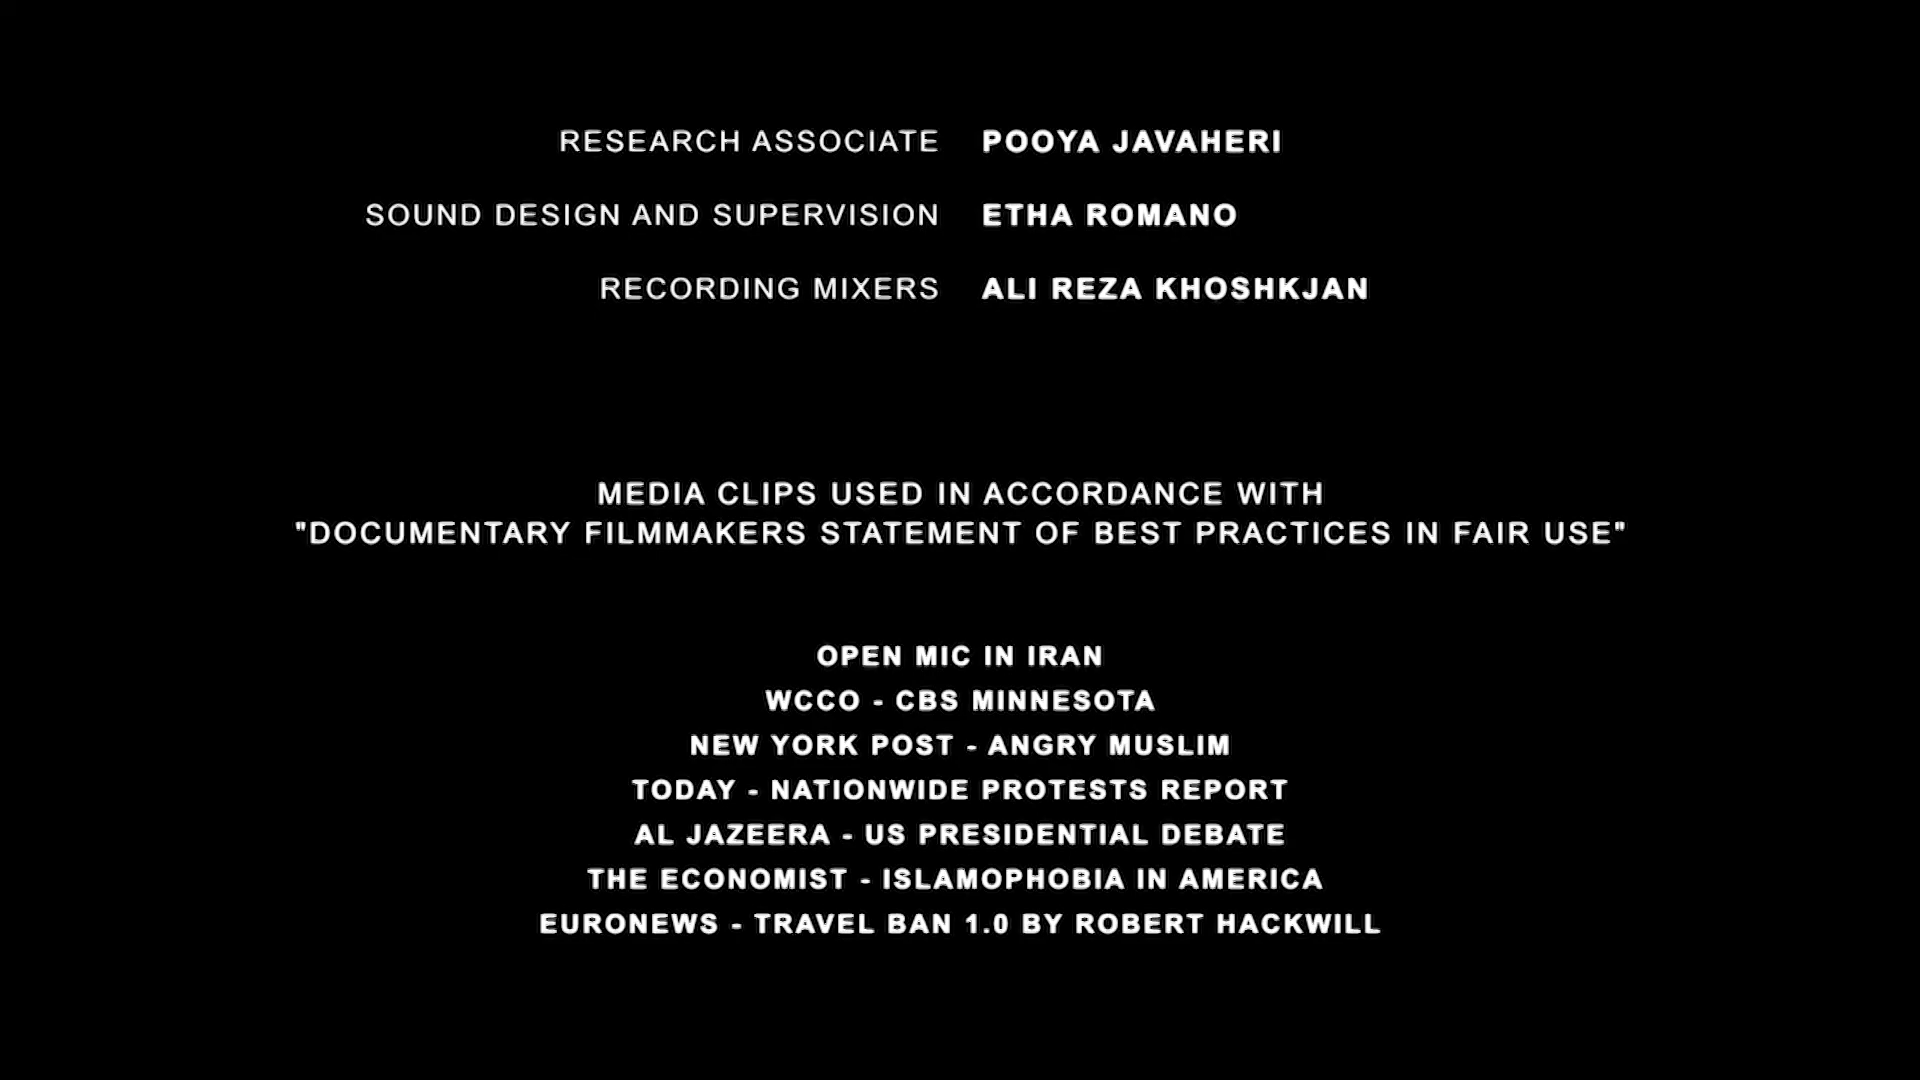 RESEARCH ASSOCIATE POOYA JAVAHERI
SOUND DESIGN AND SUPERVISION ETHA ROMANO
RECORDING MIXERS ALI REZA KHOSHKJAN
MEDIA CLIPS USED IN ACCORDANCE WITH
"DOCUMENTARY FILMMAKERS STATEMENT OF BEST PRACTICES IN FAIR USE"
OPEN MIC IN IRAN
WCCO - CBS MINNESOTA
NEW YORK POST - ANGRY MUSLIM
TODAY - NATIONWIDE PROTESTS REPORT
AL JAZEERA - US PRESIDENTIAL DEBATE
THE ECONOMIST - ISLAMOPHOBIA IN AMERICA
EURONEWS - TRAVEL BAN 1.0 BY ROBERT HACKWILL